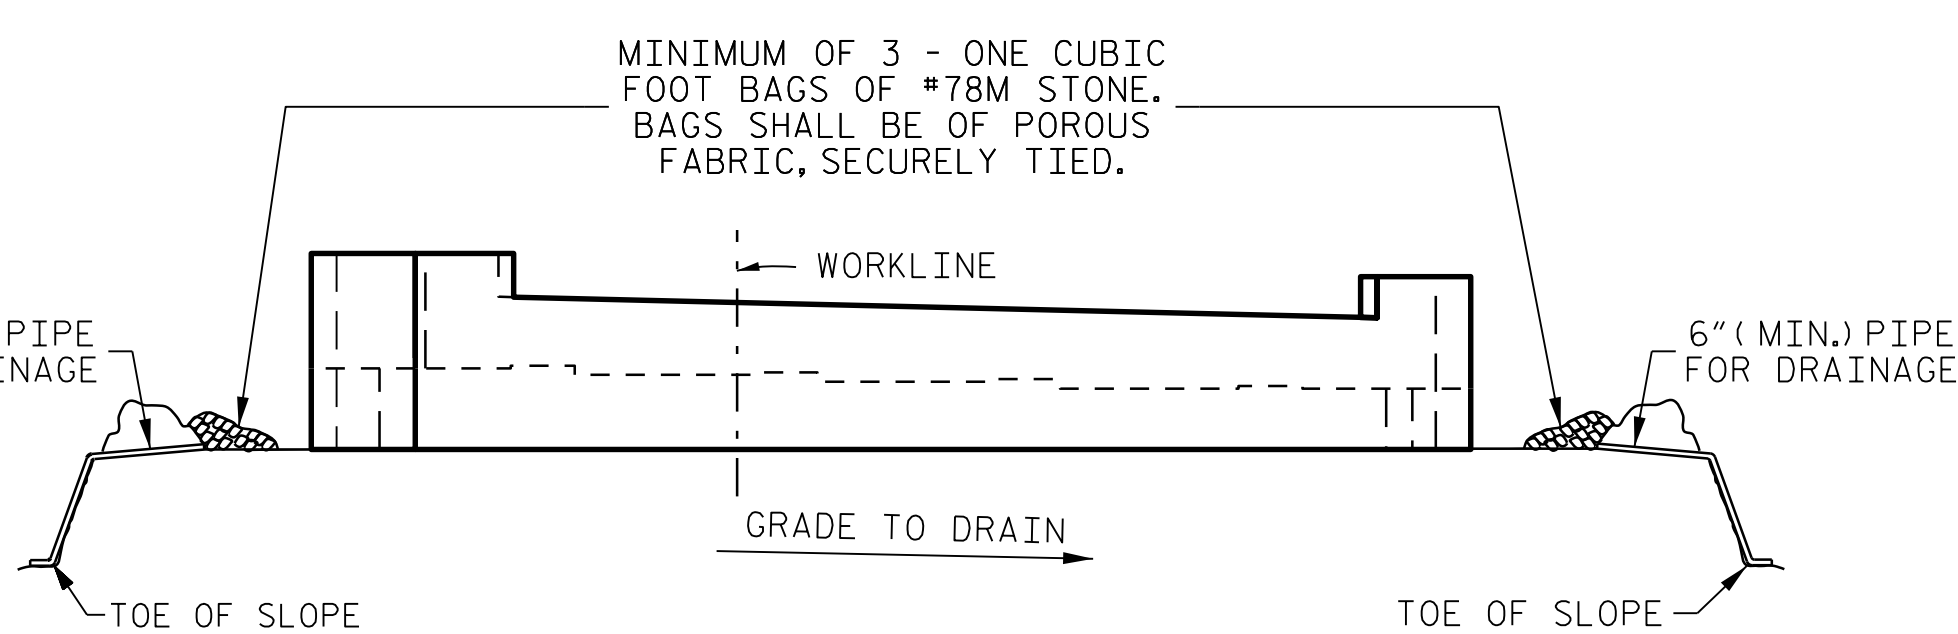 MINIMUM OF 3 - ONE CUBIC
FOOT BAGS OF #78M STONE.
BAGS SHALL BE OF POROUS
FABRIC, SECURELY TIED.
WORKLINE
PIPE
INAGE
6"(MIN.) PIPE
FOR DRAINAGE
GRADE TO DRAIN
TOE OF SLOPE
TOE OF SLOPE